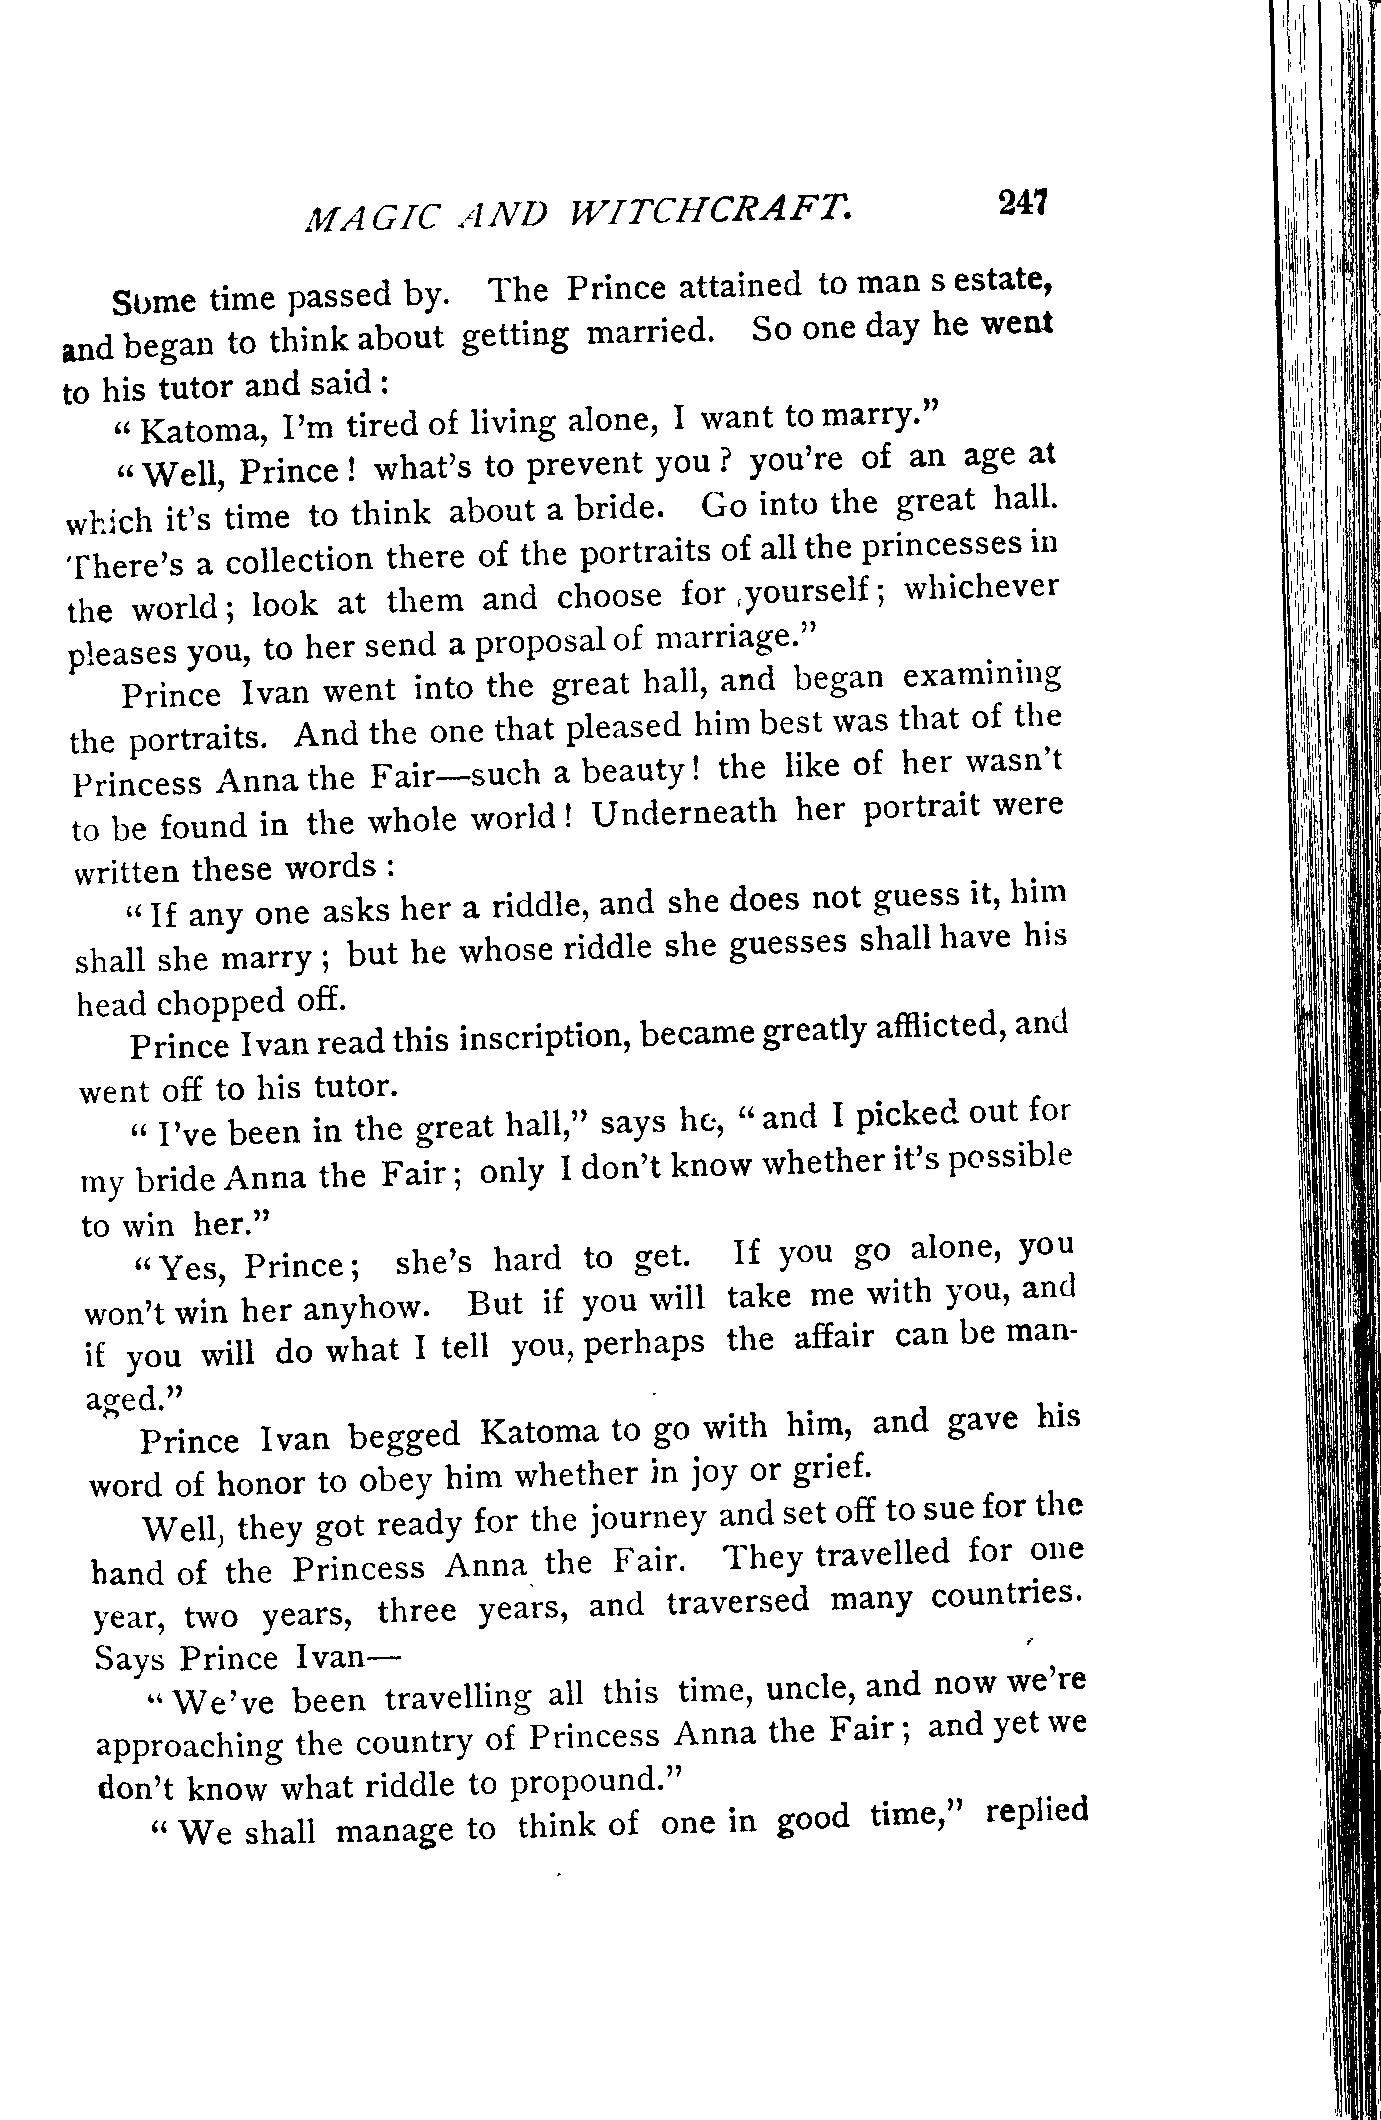 MAGIC AND WITCHCRAFT. 247
Some time passed by. The Prince attained to man s estate,
and began to think about getting married. So one day he went
to his tutor and said :
“ Katoma, I'm tired of living alone, I want to marry.”
“ Well, Prince ! what's to prevent you ? you're of an age at
which it's time to think about a bride. Go into the great hall.
There's a collection there of the portraits of all the princesses in
the world ; look at them and choose for yourself ; whichever
pleases you, to her send a proposal of marriage.”
Prince Ivan went into the great hall, and began examining
the portraits. And the one that pleased him best was that of the
Princess Anna the Fair—such a beauty ! the like of her wasn't
to be found in the whole world ! Underneath her portrait were
written these words :
“ If any one asks her a riddle, and she does not guess it, him
shall she marry ; but he whose riddle she guesses shall have his
head chopped off.
Prince Ivan read this inscription, became greatly afflicted, and
went off to his tutor.
“ I've been in the great hall,” says he, “ and I picked out for
my bride Anna the Fair ; only I don't know whether it's possible
to win her.”
“ Yes, Prince ; she's hard to get. If you go alone, you
won't win her anyhow. But if you will take me with you, and
if you will do what I tell you, perhaps the affair can be man-
aged.”
Prince Ivan begged Katoma to go with him, and gave his
word of honor to obey him whether in joy or grief.
Well, they got ready for the journey and set off to sue for the
hand of the Princess Anna the Fair. They travelled for one
year, two years, three years, and traversed many countries.
Says Prince Ivan—
“ We've been travelling all this time, uncle, and now we're
approaching the country of Princess Anna the Fair ; and yet we
don't know what riddle to propound.”
“ We shall manage to think of one in good time,” replied